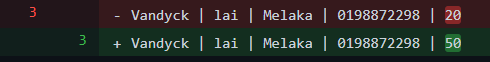 3 - Vandyck | lai | Melaka | 0198872298 | 20
3 + Vandyck | lai | Melaka | 0198872298 | 50